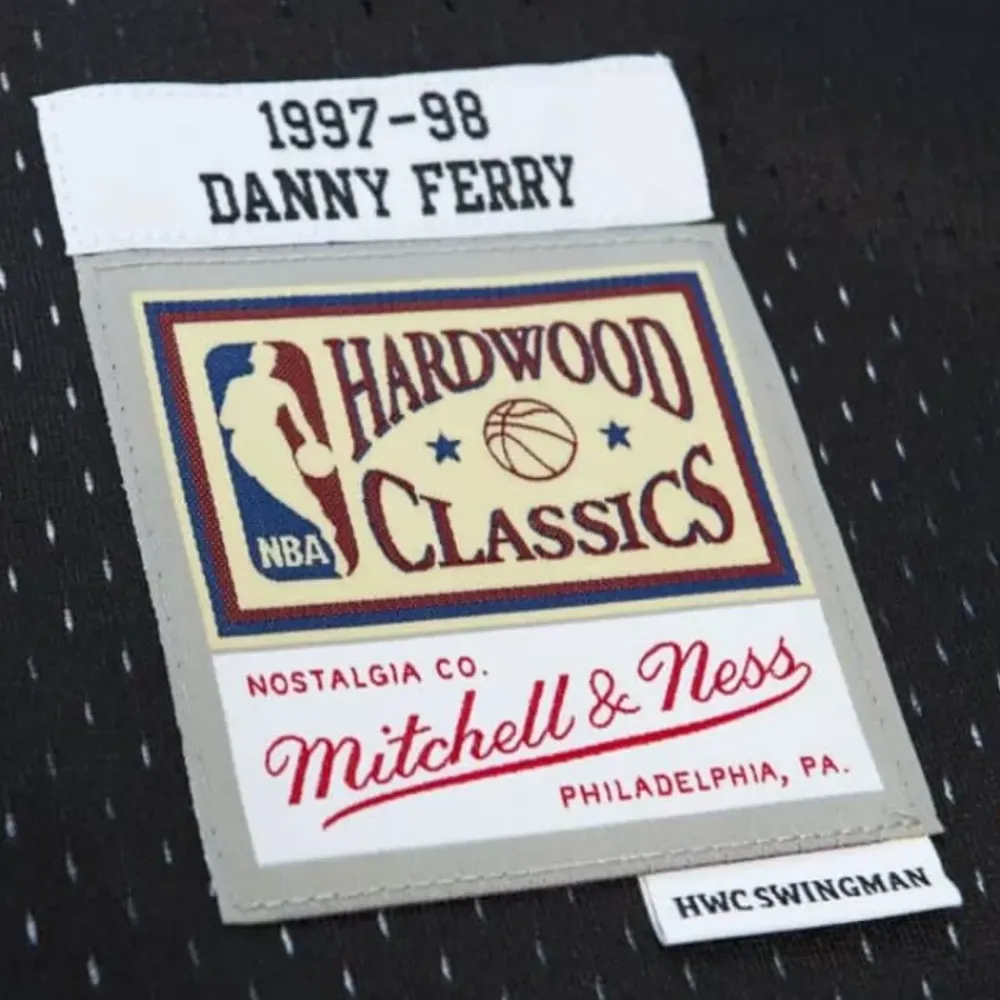 1997-98
DANNY FERRY
HARDWOOD
CLASSICS
NBA
NOSTALGIA CO.
Mitchell & Ness
PHILADELPHIA, PA.
HWC SWINGMAN